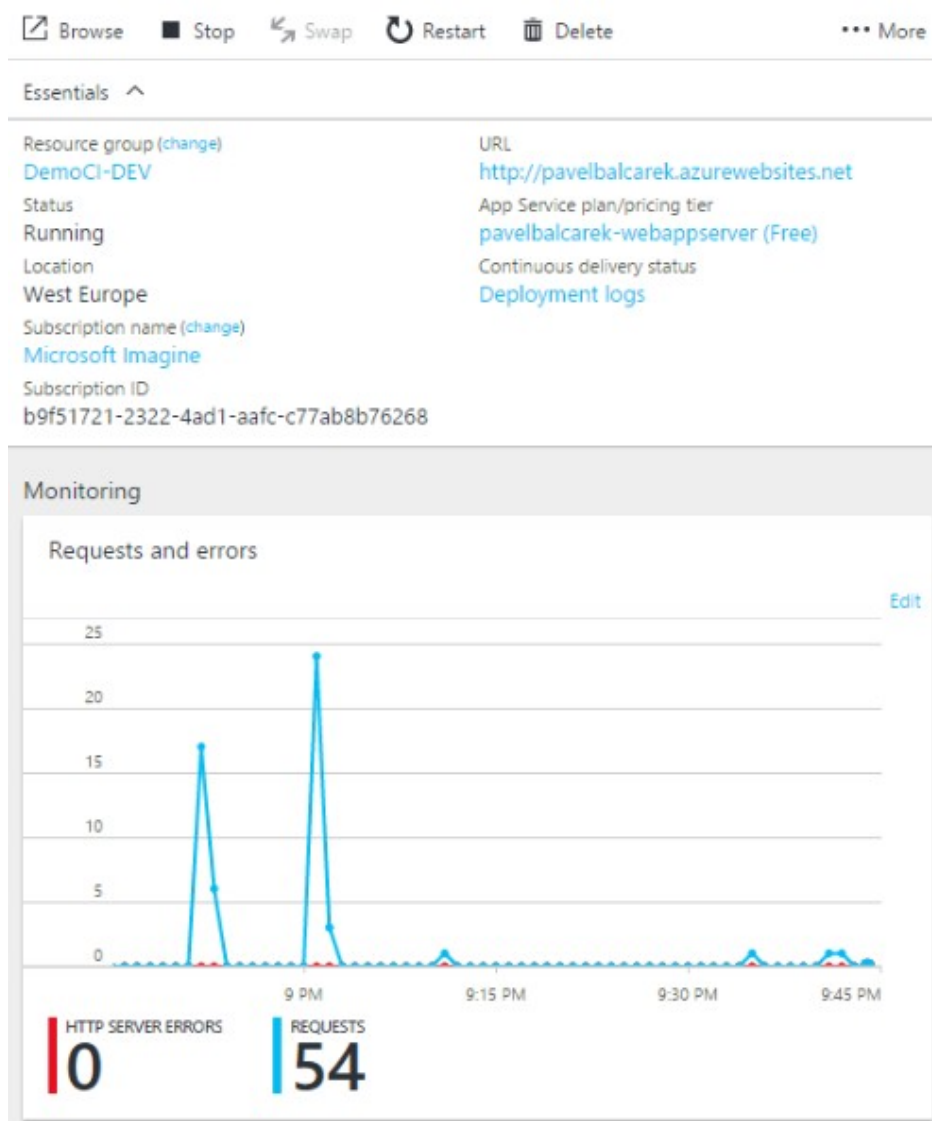 Browse Stop Swap Restart Delete ••• More
Essentials
Resource group (change)
DemoCI-DEV
Status
Running
Location
West Europe
Subscription name (change)
Microsoft Imagine
Subscription ID
b9f51721-2322-4ad1-aafc-c77ab8b76268
URL
http://pavelbalcarek.azurewebsites.net
App Service plan/pricing tier
pavelbalcarek-webappserver (Free)
Continuous delivery status
Deployment logs
Monitoring
Requests and errors
Edit
25
20
15
10
5
0
9 PM 9:15 PM 9:30 PM 9:45 PM
HTTP SERVER ERRORS
0
REQUESTS
54